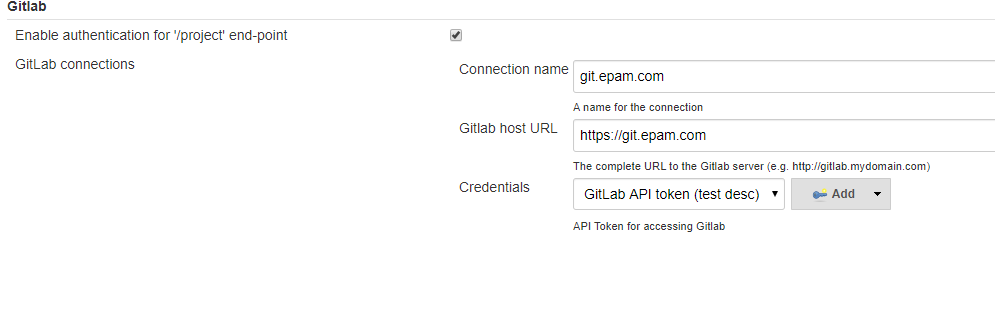 Gitlab
Enable authentication for '/project' end-point
GitLab connections
Connection name
git.epam.com
A name for the connection
Gitlab host URL
https://git.epam.com
The complete URL to the Gitlab server (e.g. http://gitlab.mydomain.com)
Credentials
GitLab API token (test desc)
Add
API Token for accessing Gitlab